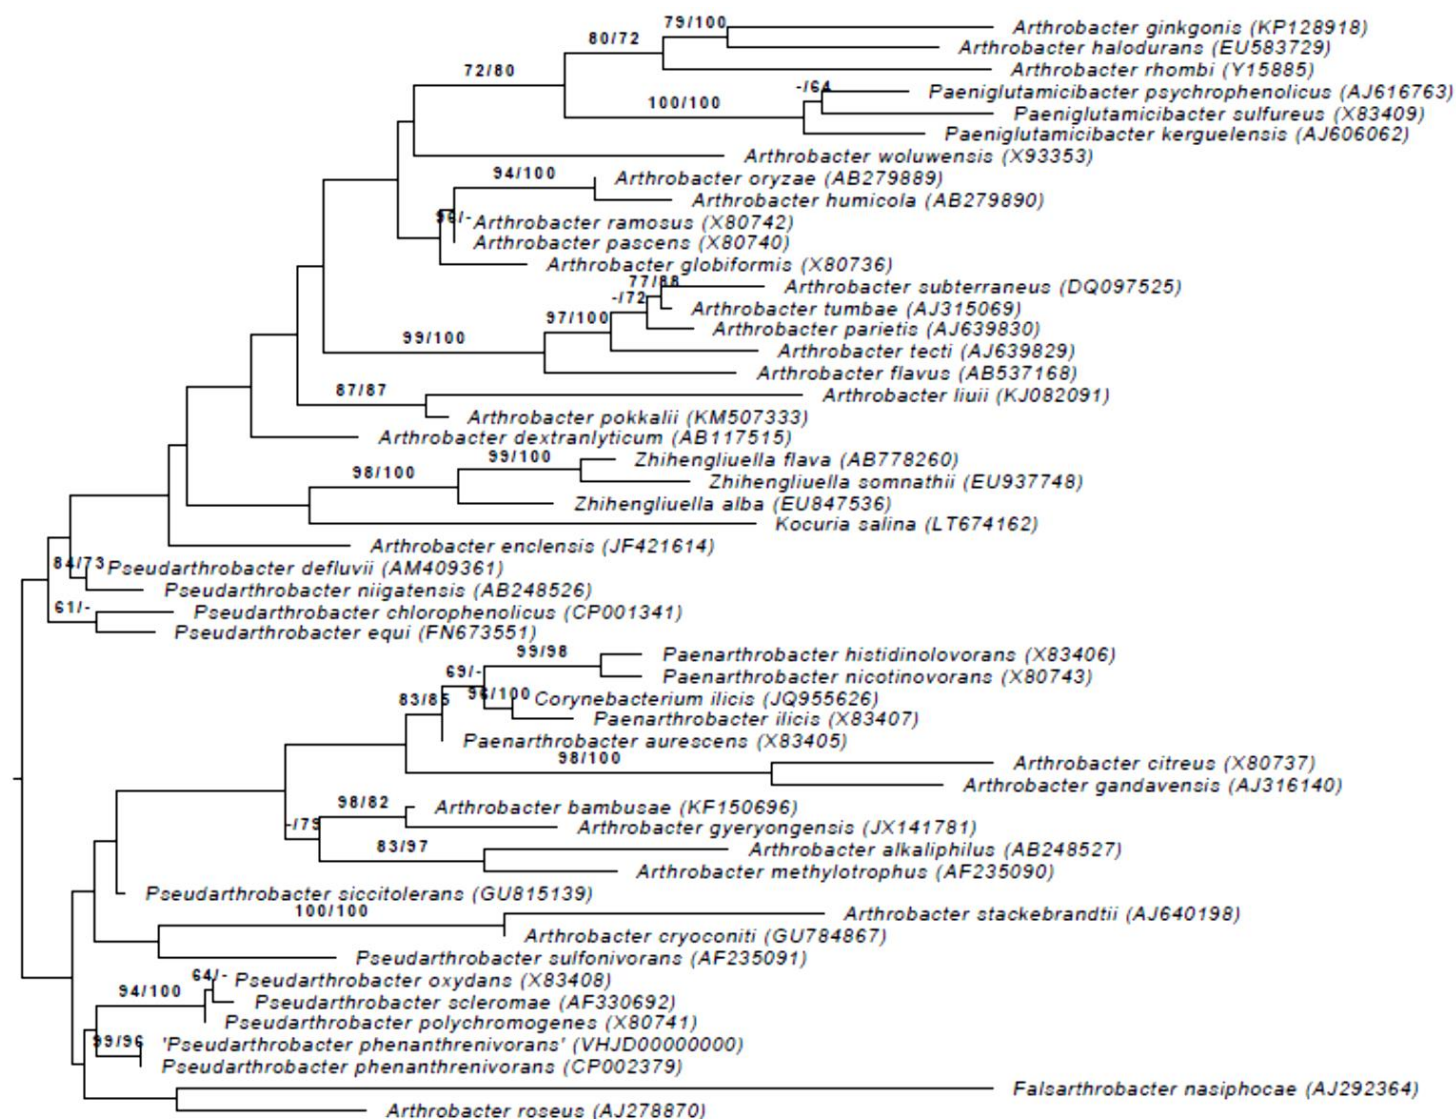 79/100
Arthrobacter ginkgonis (KP128918)
80/72
Arthrobacter halodurans (EU583729)
72/80
Arthrobacter rhombi (Y15885)
-/64
Paeniglutamicibacter psychrophenolicus (AJ616763)
100/100
Paeniglutamicibacter sulfureus (X83409)
Paeniglutamicibacter kerguelensis (AJ606062)
Arthrobacter woluwensis (X93353)
94/100
Arthrobacter oryzae (AB279889)
Arthrobacter humicola (AB279890)
96/-
Arthrobacter ramosus (X80742)
Arthrobacter pascens (X80740)
Arthrobacter globiformis (X80736)
77/88
Arthrobacter subterraneus (DQ097525)
-/72
Arthrobacter tumbae (AJ315069)
97/100
Arthrobacter parietis (AJ639830)
99/100
Arthrobacter tecti (AJ639829)
Arthrobacter flavus (AB537168)
87/87
Arthrobacter liuii (KJ082091)
Arthrobacter pokkalii (KM507333)
Arthrobacter dextranlyticum (AB117515)
99/100
Zhihengliuella flava (AB778260)
98/100
Zhihengliuella somnathii (EU937748)
Zhihengliuella alba (EU847536)
Kocuria salina (LT674162)
Arthrobacter enclensis (JF421614)
84/73
Pseudarthrobacter defluvii (AM409361)
Pseudarthrobacter niigatensis (AB248526)
61/-
Pseudarthrobacter chlorophenolicus (CP001341)
Pseudarthrobacter equi (FN673551)
99/98
Paenarthrobacter histidinolovorans (X83406)
69/-
Paenarthrobacter nicotinovorans (X80743)
83/85
96/100
Corynebacterium ilicis (JQ955626)
Paenarthrobacter ilicis (X83407)
Paenarthrobacter aurescens (X83405)
98/100
Arthrobacter citreus (X80737)
Arthrobacter gandavensis (AJ316140)
98/82
Arthrobacter bambusae (KF150696)
-/79
Arthrobacter gyeryongensis (JX141781)
83/97
Arthrobacter alkaliphilus (AB248527)
Arthrobacter methylotrophus (AF235090)
Pseudarthrobacter siccitolerans (GU815139)
100/100
Arthrobacter stackebrandtii (AJ640198)
Arthrobacter cryoconiti (GU784867)
Pseudarthrobacter sulfonivorans (AF235091)
64/-
Pseudarthrobacter oxydans (X83408)
94/100
Pseudarthrobacter scleromae (AF330692)
Pseudarthrobacter polychromogenes (X80741)
99/96
'Pseudarthrobacter phenanthrenivorans' (VHJD00000000)
Pseudarthrobacter phenanthrenivorans (CP002379)
Falsarthrobacter nasiphocae (AJ292364)
Arthrobacter roseus (AJ278870)